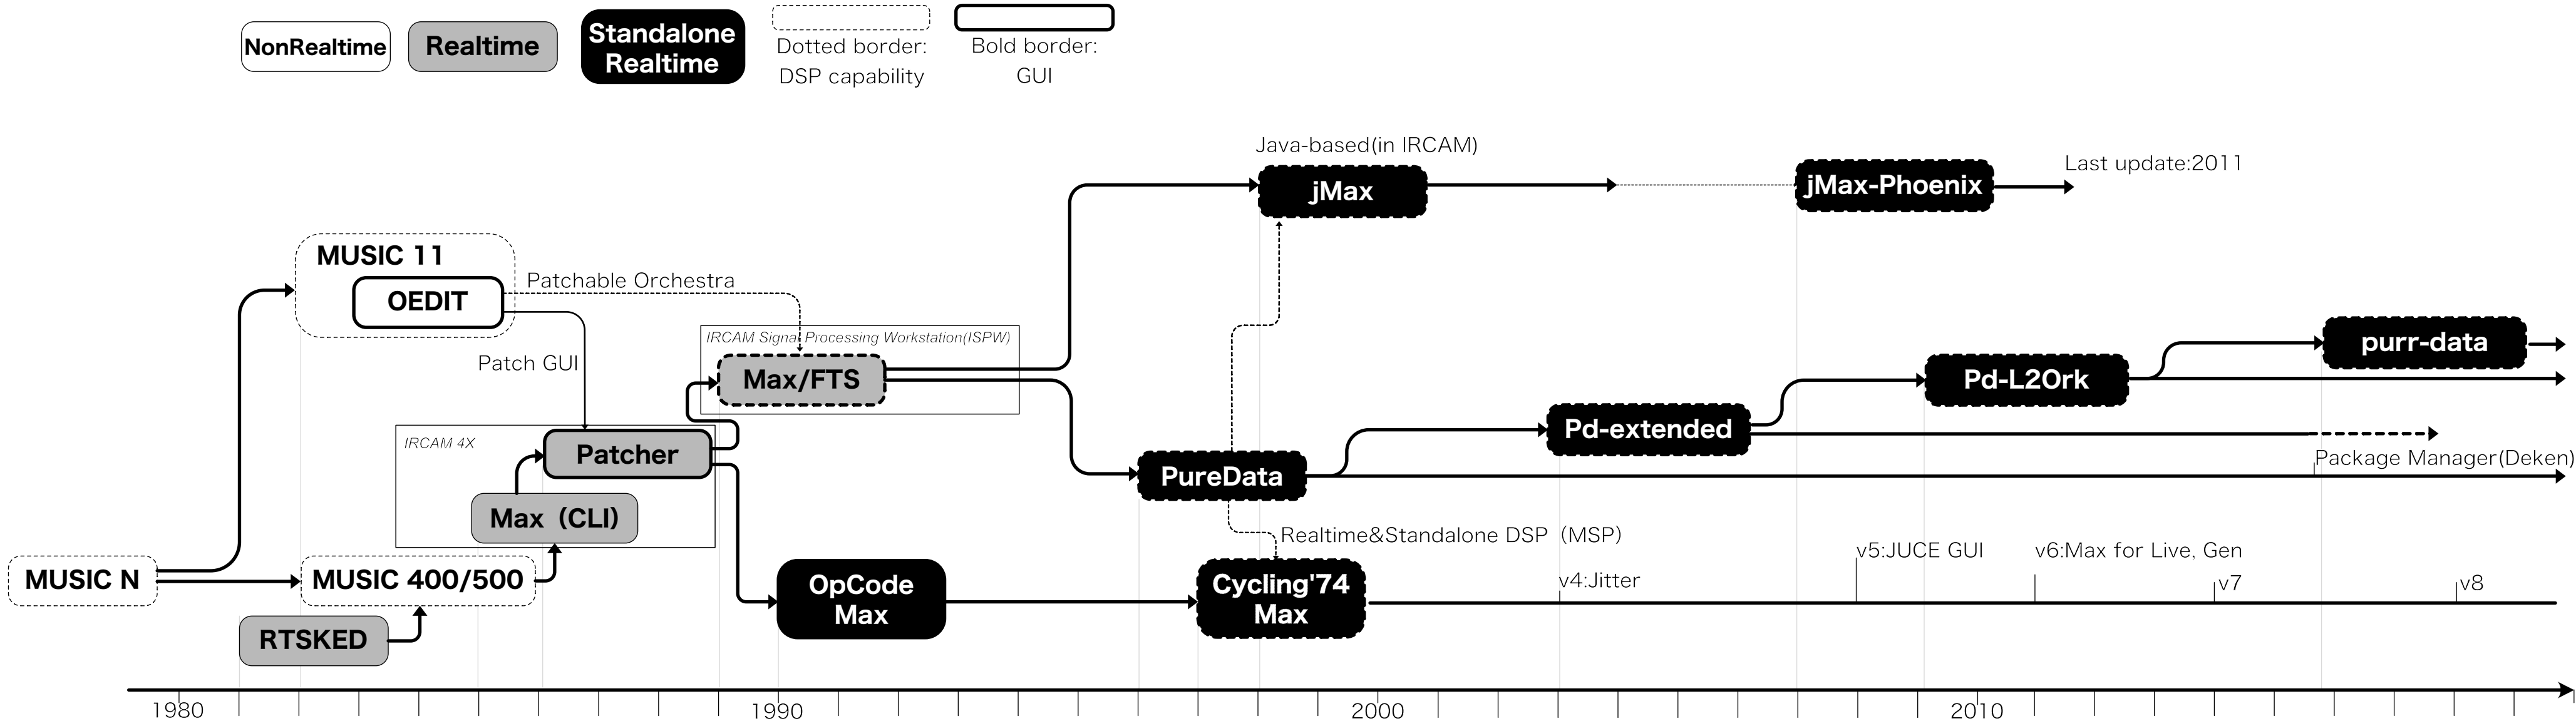 NonRealtime
Realtime
Standalone
Realtime
Dotted border:
DSP capability
Bold border:
GUI
Java-based(in IRCAM)
jMax
jMax-Phoenix
Last update:2011
MUSIC 11
OEDIT
Patchable Orchestra
Patch GUI
IRCAM Signal Processing Workstation(ISPW)
Max/FTS
purr-data
Pd-L2Ork
Pd-extended
IRCAM 4X
Patcher
Max（CLI）
PureData
Package Manager(Deken)
Realtime&Standalone DSP（MSP）
MUSIC N
MUSIC 400/500
RTSKED
OpCode
Max
Cycling'74
Max
v4:Jitter
v5:JUCE GUI
v6:Max for Live, Gen
v7
v8
1980
1990
2000
2010